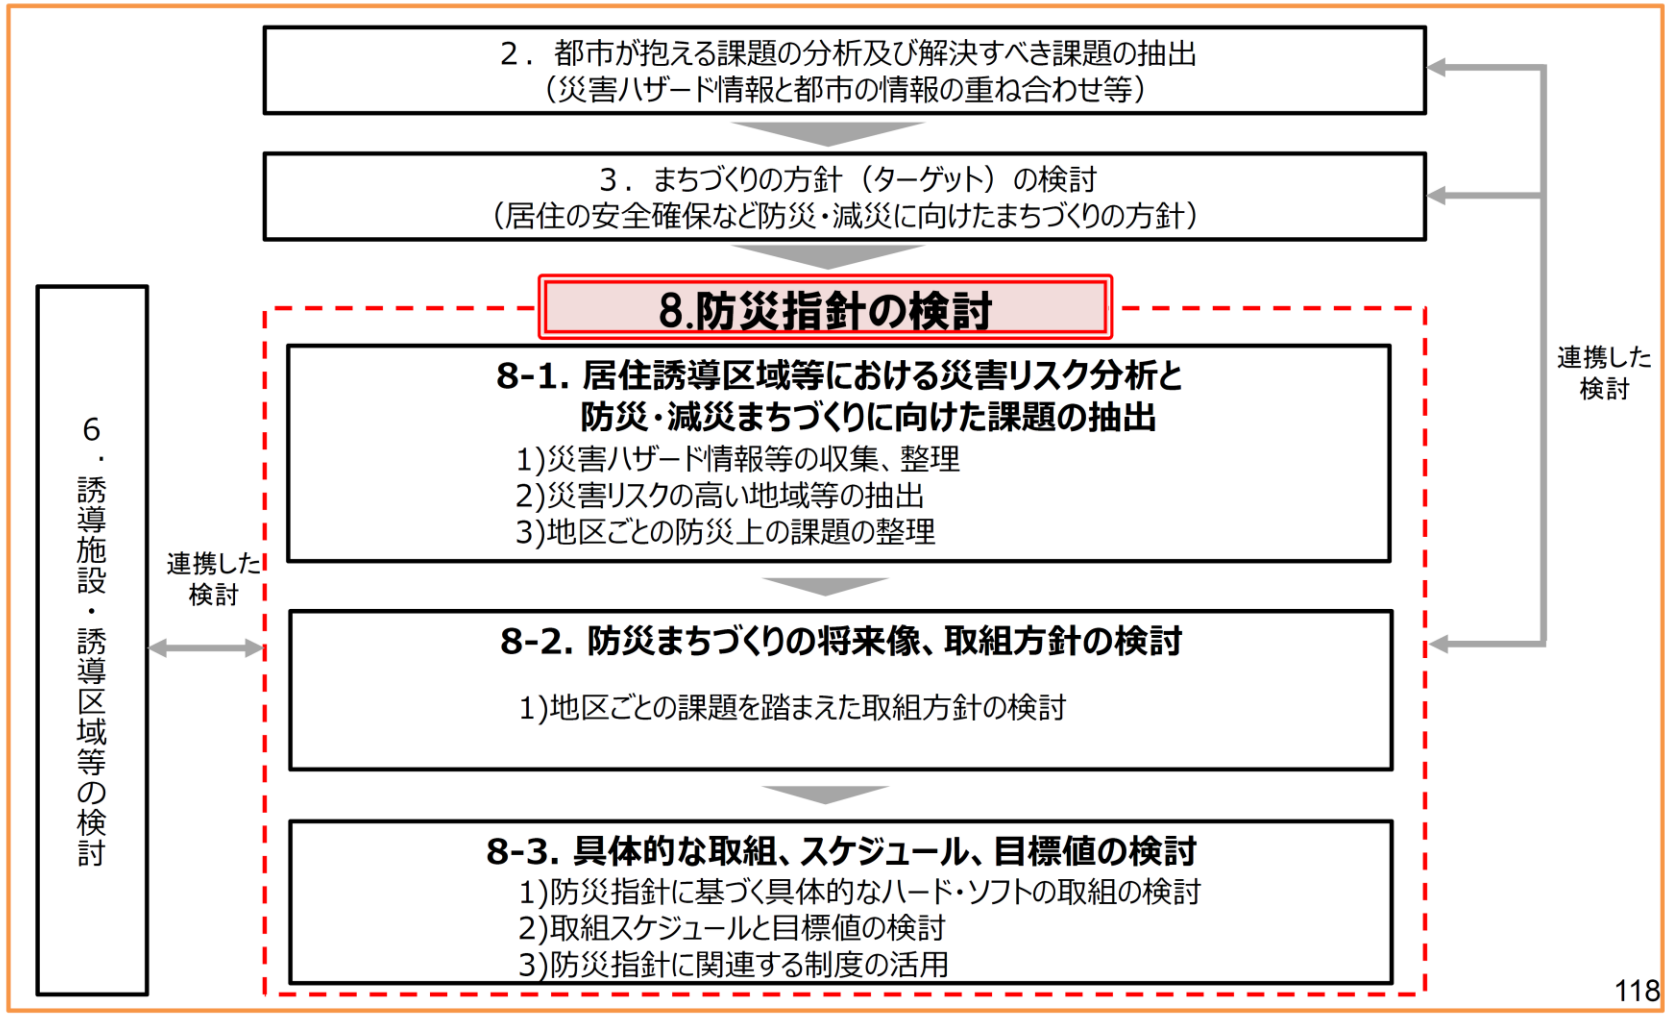 2．都市が抱える課題の分析及び解決すべき課題の抽出
（災害ハザード情報と都市の情報の重ね合わせ等）
3．まちづくりの方針（ターゲット）の検討
（居住の安全確保など防災・減災に向けたまちづくりの方針）
8.防災指針の検討
8-1. 居住誘導区域等における災害リスク分析と
防災・減災まちづくりに向けた課題の抽出
1)災害ハザード情報等の収集、整理
2)災害リスクの高い地域等の抽出
3)地区ごとの防災上の課題の整理
8-2. 防災まちづくりの将来像、取組方針の検討
1)地区ごとの課題を踏まえた取組方針の検討
8-3. 具体的な取組、スケジュール、目標値の検討
1)防災指針に基づく具体的なハード・ソフトの取組の検討
2)取組スケジュールと目標値の検討
3)防災指針に関連する制度の活用
6．誘導施設・誘導区域等の検討
連携した
検討
連携した
検討
118